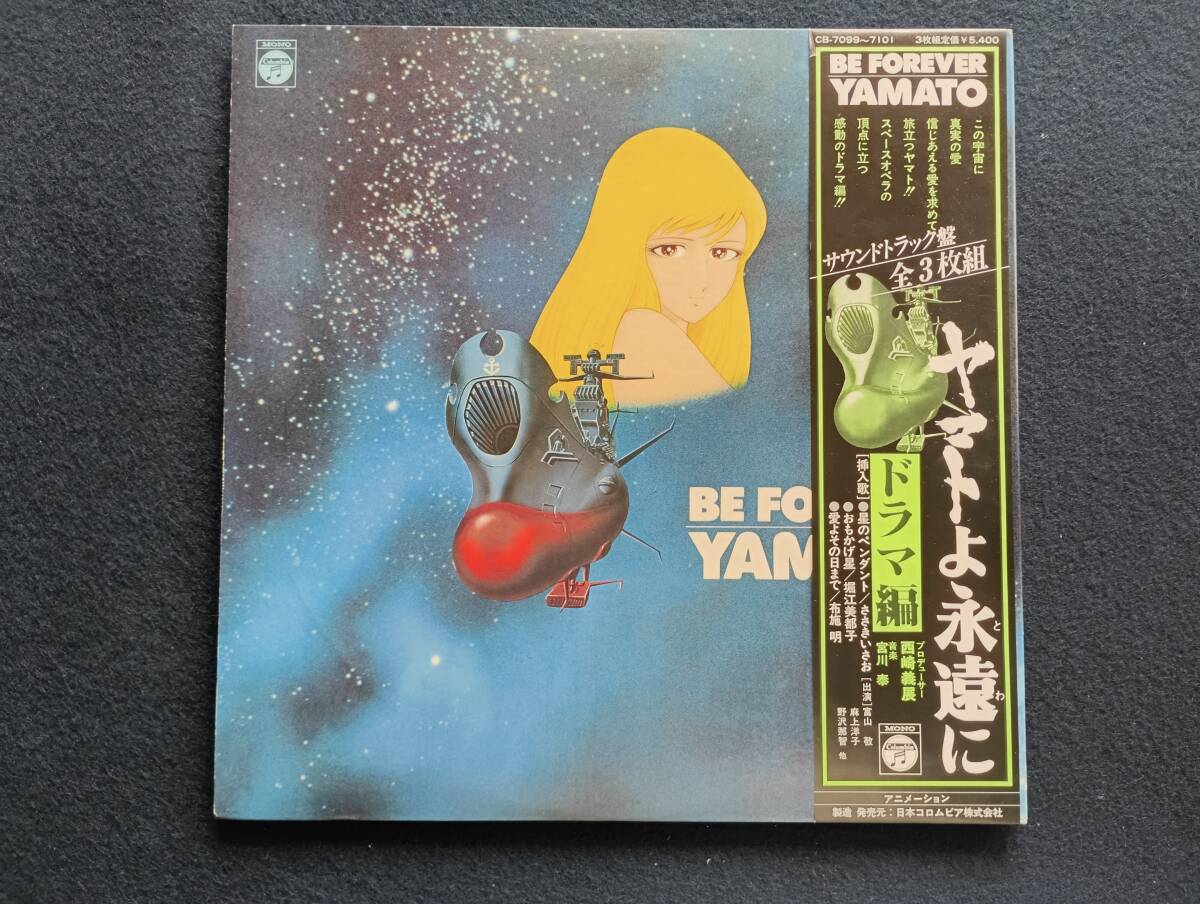 MONO
Columbia
BE FO
YAM
CB-7099〜7101 3枚組定価¥5,400
BE FOREVER
YAMATO
この宇宙に
真実の愛
信じあえる愛を求めて
旅立つヤマト!!
スペースオペラの
頂点に立つ
感動のドラマ編!!
サウンドトラック盤
全3枚組
ヤマトよ永遠に
とわ
ドラマ編
[挿入歌]●星のペンダント/ささきいさお
●おもかげ星/堀江美都子
●愛よその日まで/布施 明
プロデューサー
西崎義展
音楽
宮川 泰
[出演]富山 敬
麻上洋子
野沢那智 他
MONO
Columbia
アニメーション
製造 発売元:日本コロムビア株式会社